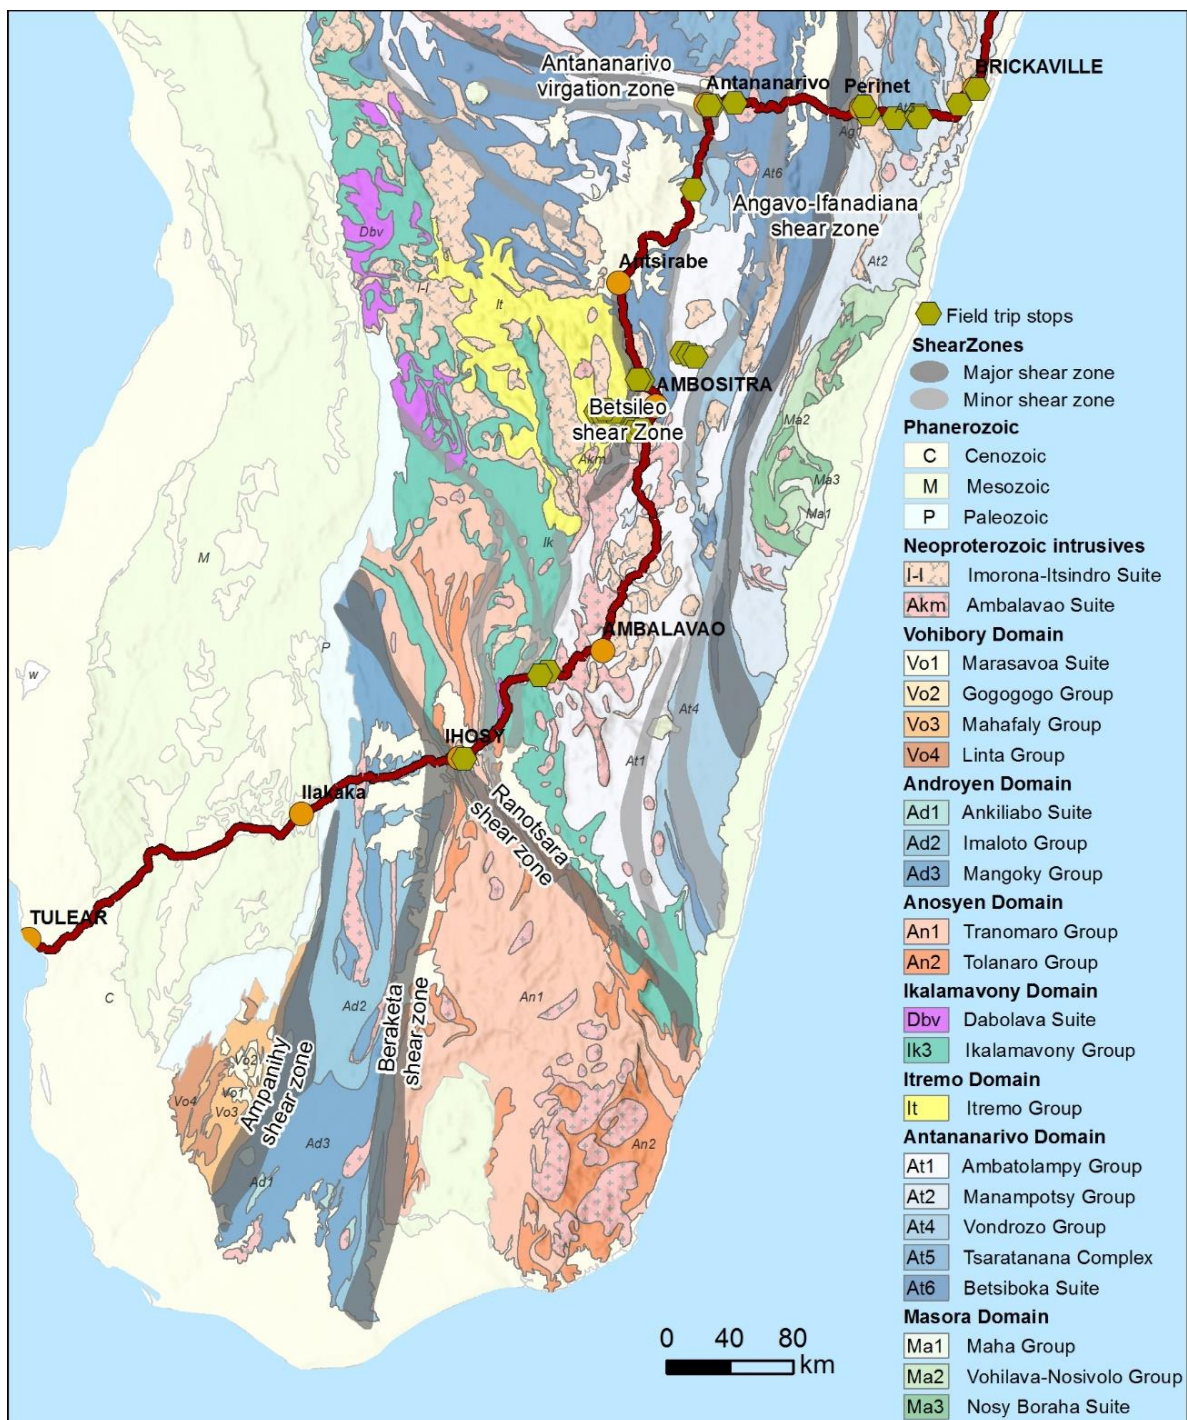 Antananarivo
virgation zone
Antananarivo
Perinet
BRICKAVILLE
At5
Ag1
At6
Angavo-Ifanadiana
shear zone
Dbv
At2
I-I
It
Antsirabe
AMBOSITRA
Betsileo
shear Zone
Akm
Ma2
Ma3
Ma1
Ik
M
P
AMBALAVAO
w
At4
At1
IHOSY
Ilakaka
Ranotsara
shear zone
TULEAR
C
Ad2
An1
Beraketa
shear zone
Ampanihy
shear zone
Vo2
Vo1
Vo4
Vo3
Ad3
Ad1
An2
0 40 80
km
Field trip stops
ShearZones
Major shear zone
Minor shear zone
Phanerozoic
C Cenozoic
M Mesozoic
P Paleozoic
Neoproterozoic intrusives
I-I Imorona-Itsindro Suite
Akm Ambalavao Suite
Vohibory Domain
Vo1 Marasavoa Suite
Vo2 Gogogogo Group
Vo3 Mahafaly Group
Vo4 Linta Group
Androyen Domain
Ad1 Ankiliabo Suite
Ad2 Imaloto Group
Ad3 Mangoky Group
Anosyen Domain
An1 Tranomaro Group
An2 Tolanaro Group
Ikalamavony Domain
Dbv Dabolava Suite
Ik3 Ikalamavony Group
Itremo Domain
It Itremo Group
Antananarivo Domain
At1 Ambatolampy Group
At2 Manampotsy Group
At4 Vondrozo Group
At5 Tsaratanana Complex
At6 Betsiboka Suite
Masora Domain
Ma1 Maha Group
Ma2 Vohilava-Nosivolo Group
Ma3 Nosy Boraha Suite